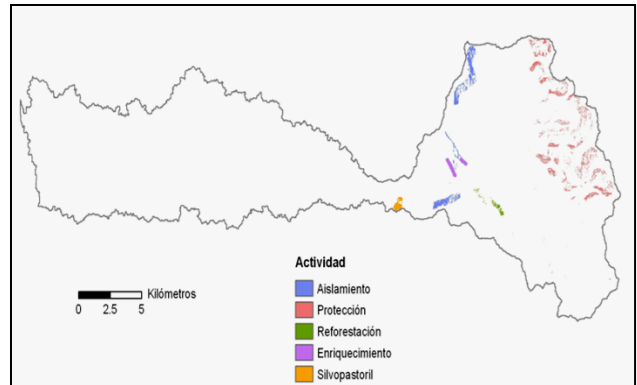 Actividad
Kilómetros
0 2.5 5
Aislamiento
Protección
Reforestación
Enriquecimiento
Silvopastoril